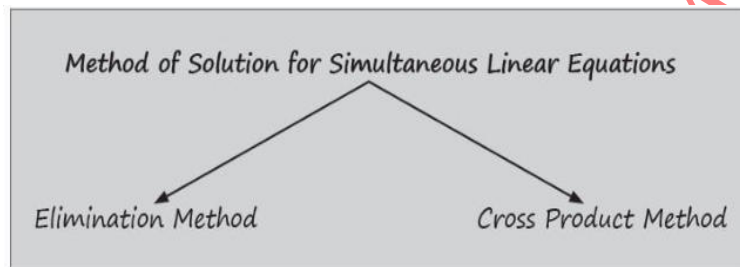 Method of Solution for Simultaneous Linear Equations
Elimination Method
Cross Product Method